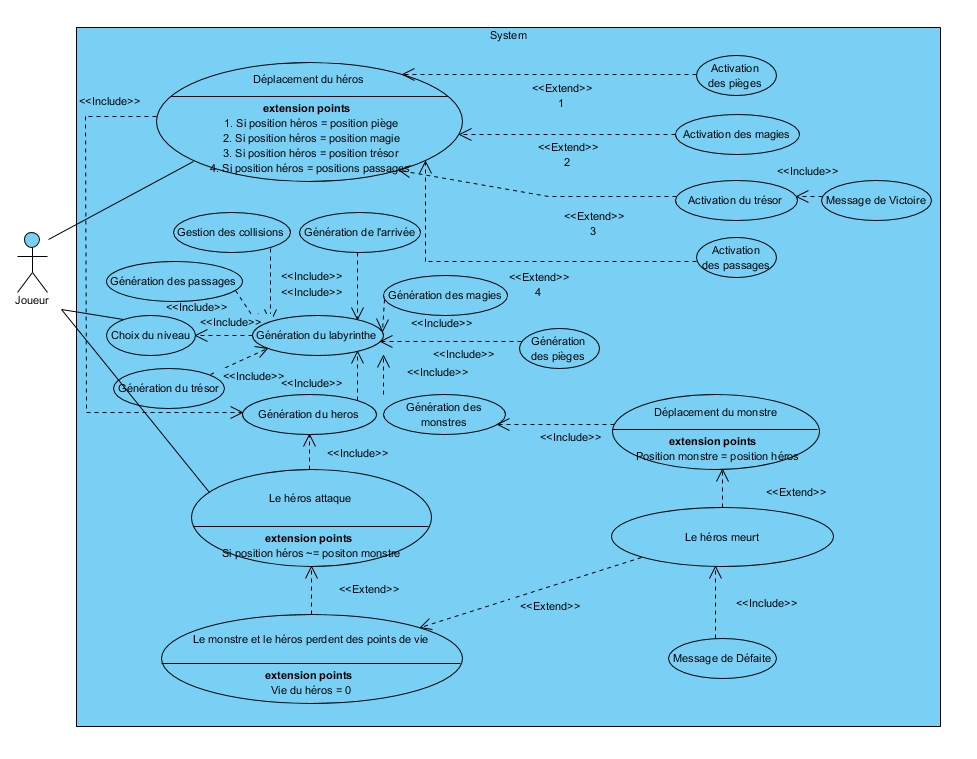 System
Déplacement du héros
extension points
1. Si position héros = position piège
2. Si position héros = position magie
3. Si position héros = position trésor
4. Si position héros = positions passages
<<Include>>
<<Extend>>
1
Activation
des pièges
<<Extend>>
2
Activation des magies
<<Extend>>
3
Activation du trésor
<<Include>>
Message de Victoire
<<Extend>>
4
Activation
des passages
Joueur
Gestion des collisions
Génération de l'arrivée
<<Include>>
<<Include>>
Génération des passages
<<Include>>
Génération des magies
<<Include>>
Choix du niveau
<<Include>>
Génération du labyrinthe
<<Include>>
Génération
des pièges
Génération du trésor
<<Include>>
<<Include>>
<<Include>>
Génération du heros
Génération des
monstres
<<Include>>
Déplacement du monstre
extension points
Position monstre = position héros
<<Include>>
Le héros attaque
extension points
Si position héros ~= positon monstre
<<Extend>>
Le héros meurt
<<Extend>>
<<Extend>>
<<Include>>
Le monstre et le héros perdent des points de vie
extension points
Vie du héros = 0
Message de Défaite